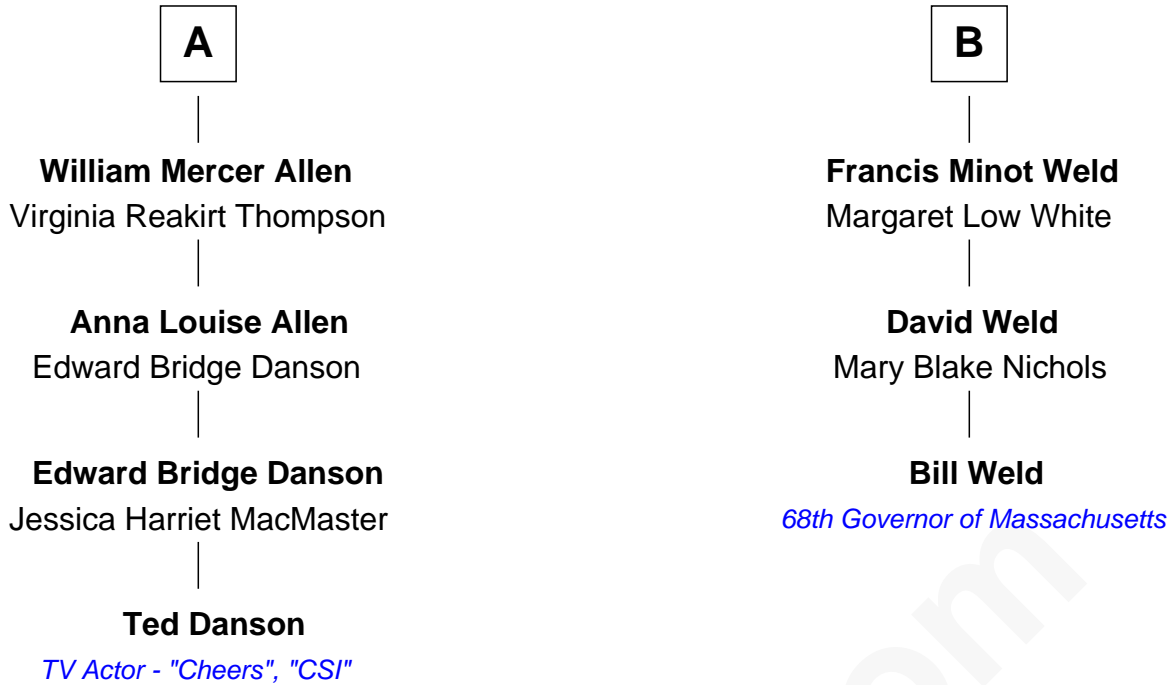 A
William Mercer Allen
Virginia Reakirt Thompson
Anna Louise Allen
Edward Bridge Danson
Edward Bridge Danson
Jessica Harriet MacMaster
Ted Danson
TV Actor - "Cheers", "CSI"
B
Francis Minot Weld
Margaret Low White
David Weld
Mary Blake Nichols
Bill Weld
68th Governor of Massachusetts
om